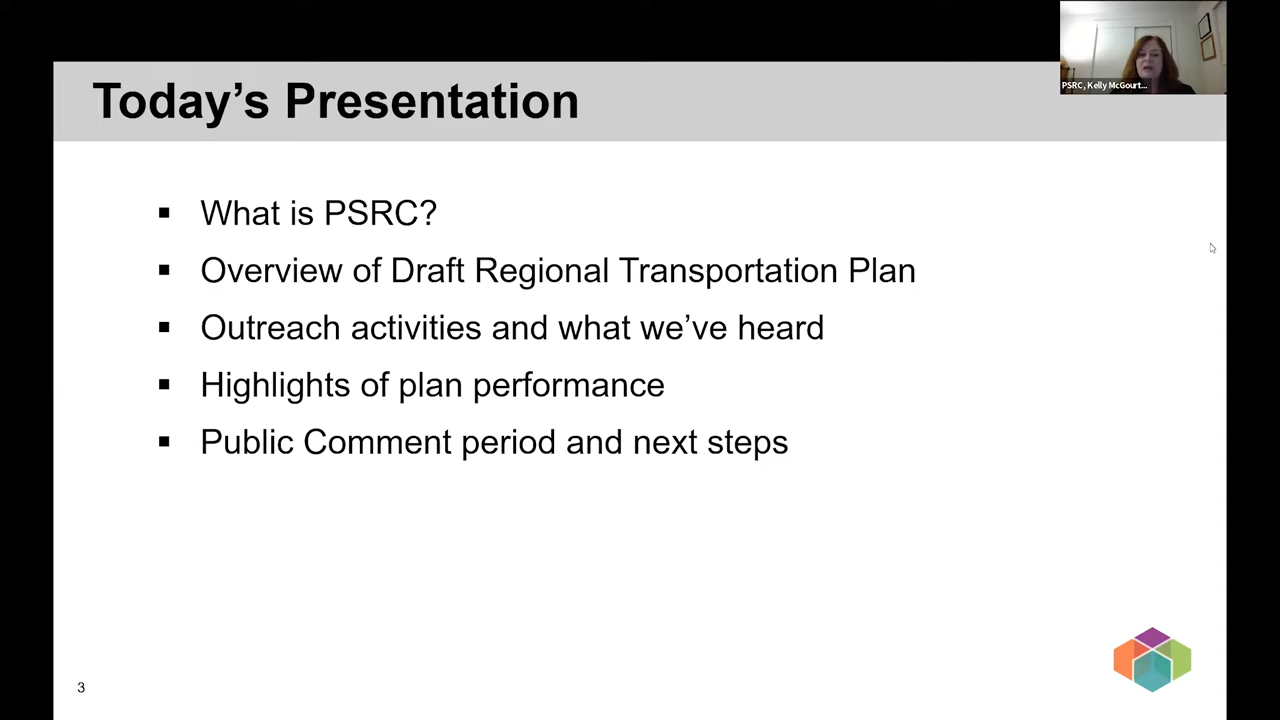 PSRC, Kelly McGourt...
Today's Presentation
▪ What is PSRC?
▪ Overview of Draft Regional Transportation Plan
▪ Outreach activities and what we've heard
▪ Highlights of plan performance
▪ Public Comment period and next steps
3